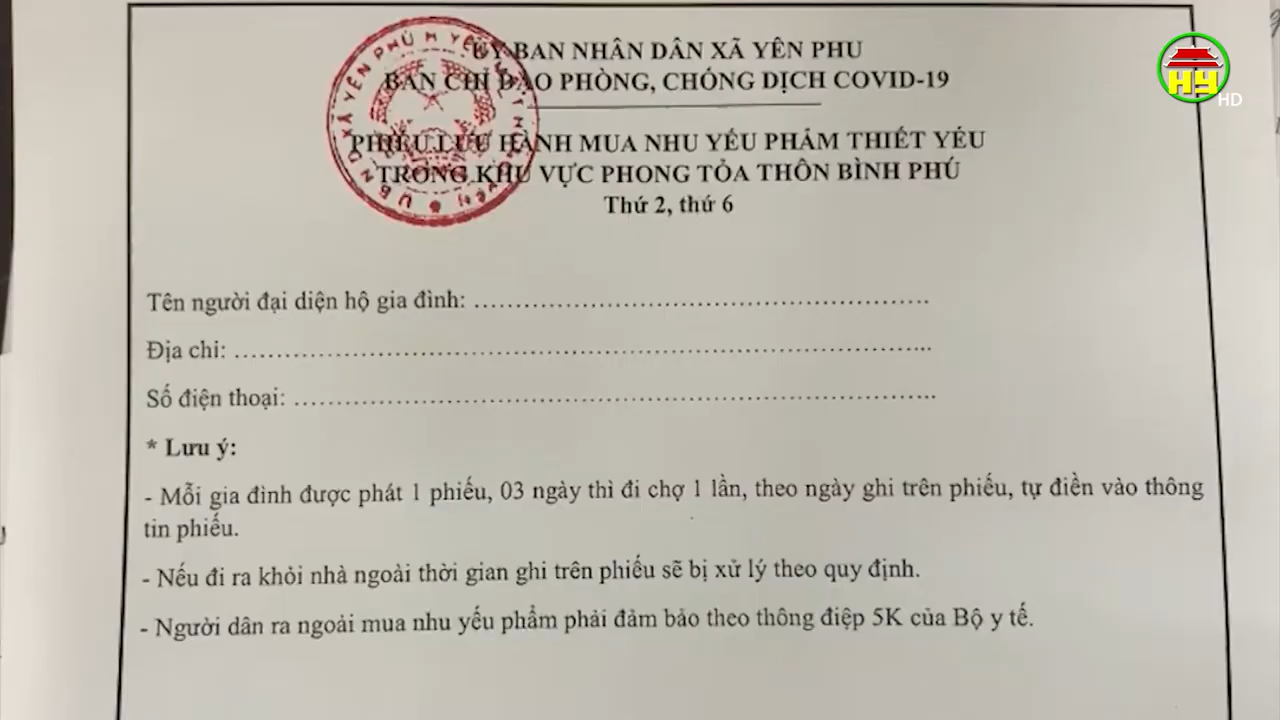 ỦY BAN NHÂN DÂN XÃ YÊN PHU
BAN CHỈ ĐẠO PHÒNG, CHỐNG DỊCH COVID-19
PHIẾU LƯU HÀNH MUA NHU YẾU PHẨM THIẾT YẾU
TRONG KHU VỰC PHONG TỎA THÔN BÌNH PHÚ
Thứ 2, thứ 6
Tên người đại diện hộ gia đình: ……………………………………………….
Địa chỉ: ………………………………………………………………………...
Số điện thoại: …………………………………………………………………..
* Lưu ý:
- Mỗi gia đình được phát 1 phiếu, 03 ngày thì đi chợ 1 lần, theo ngày ghi trên phiếu, tự điền vào thông
tin phiếu.
- Nếu đi ra khỏi nhà ngoài thời gian ghi trên phiếu sẽ bị xử lý theo quy định.
- Người dân ra ngoài mua nhu yếu phẩm phải đảm bảo theo thông điệp 5K của Bộ y tế.
UBND XÃ YÊN PHÚ
HY
HD